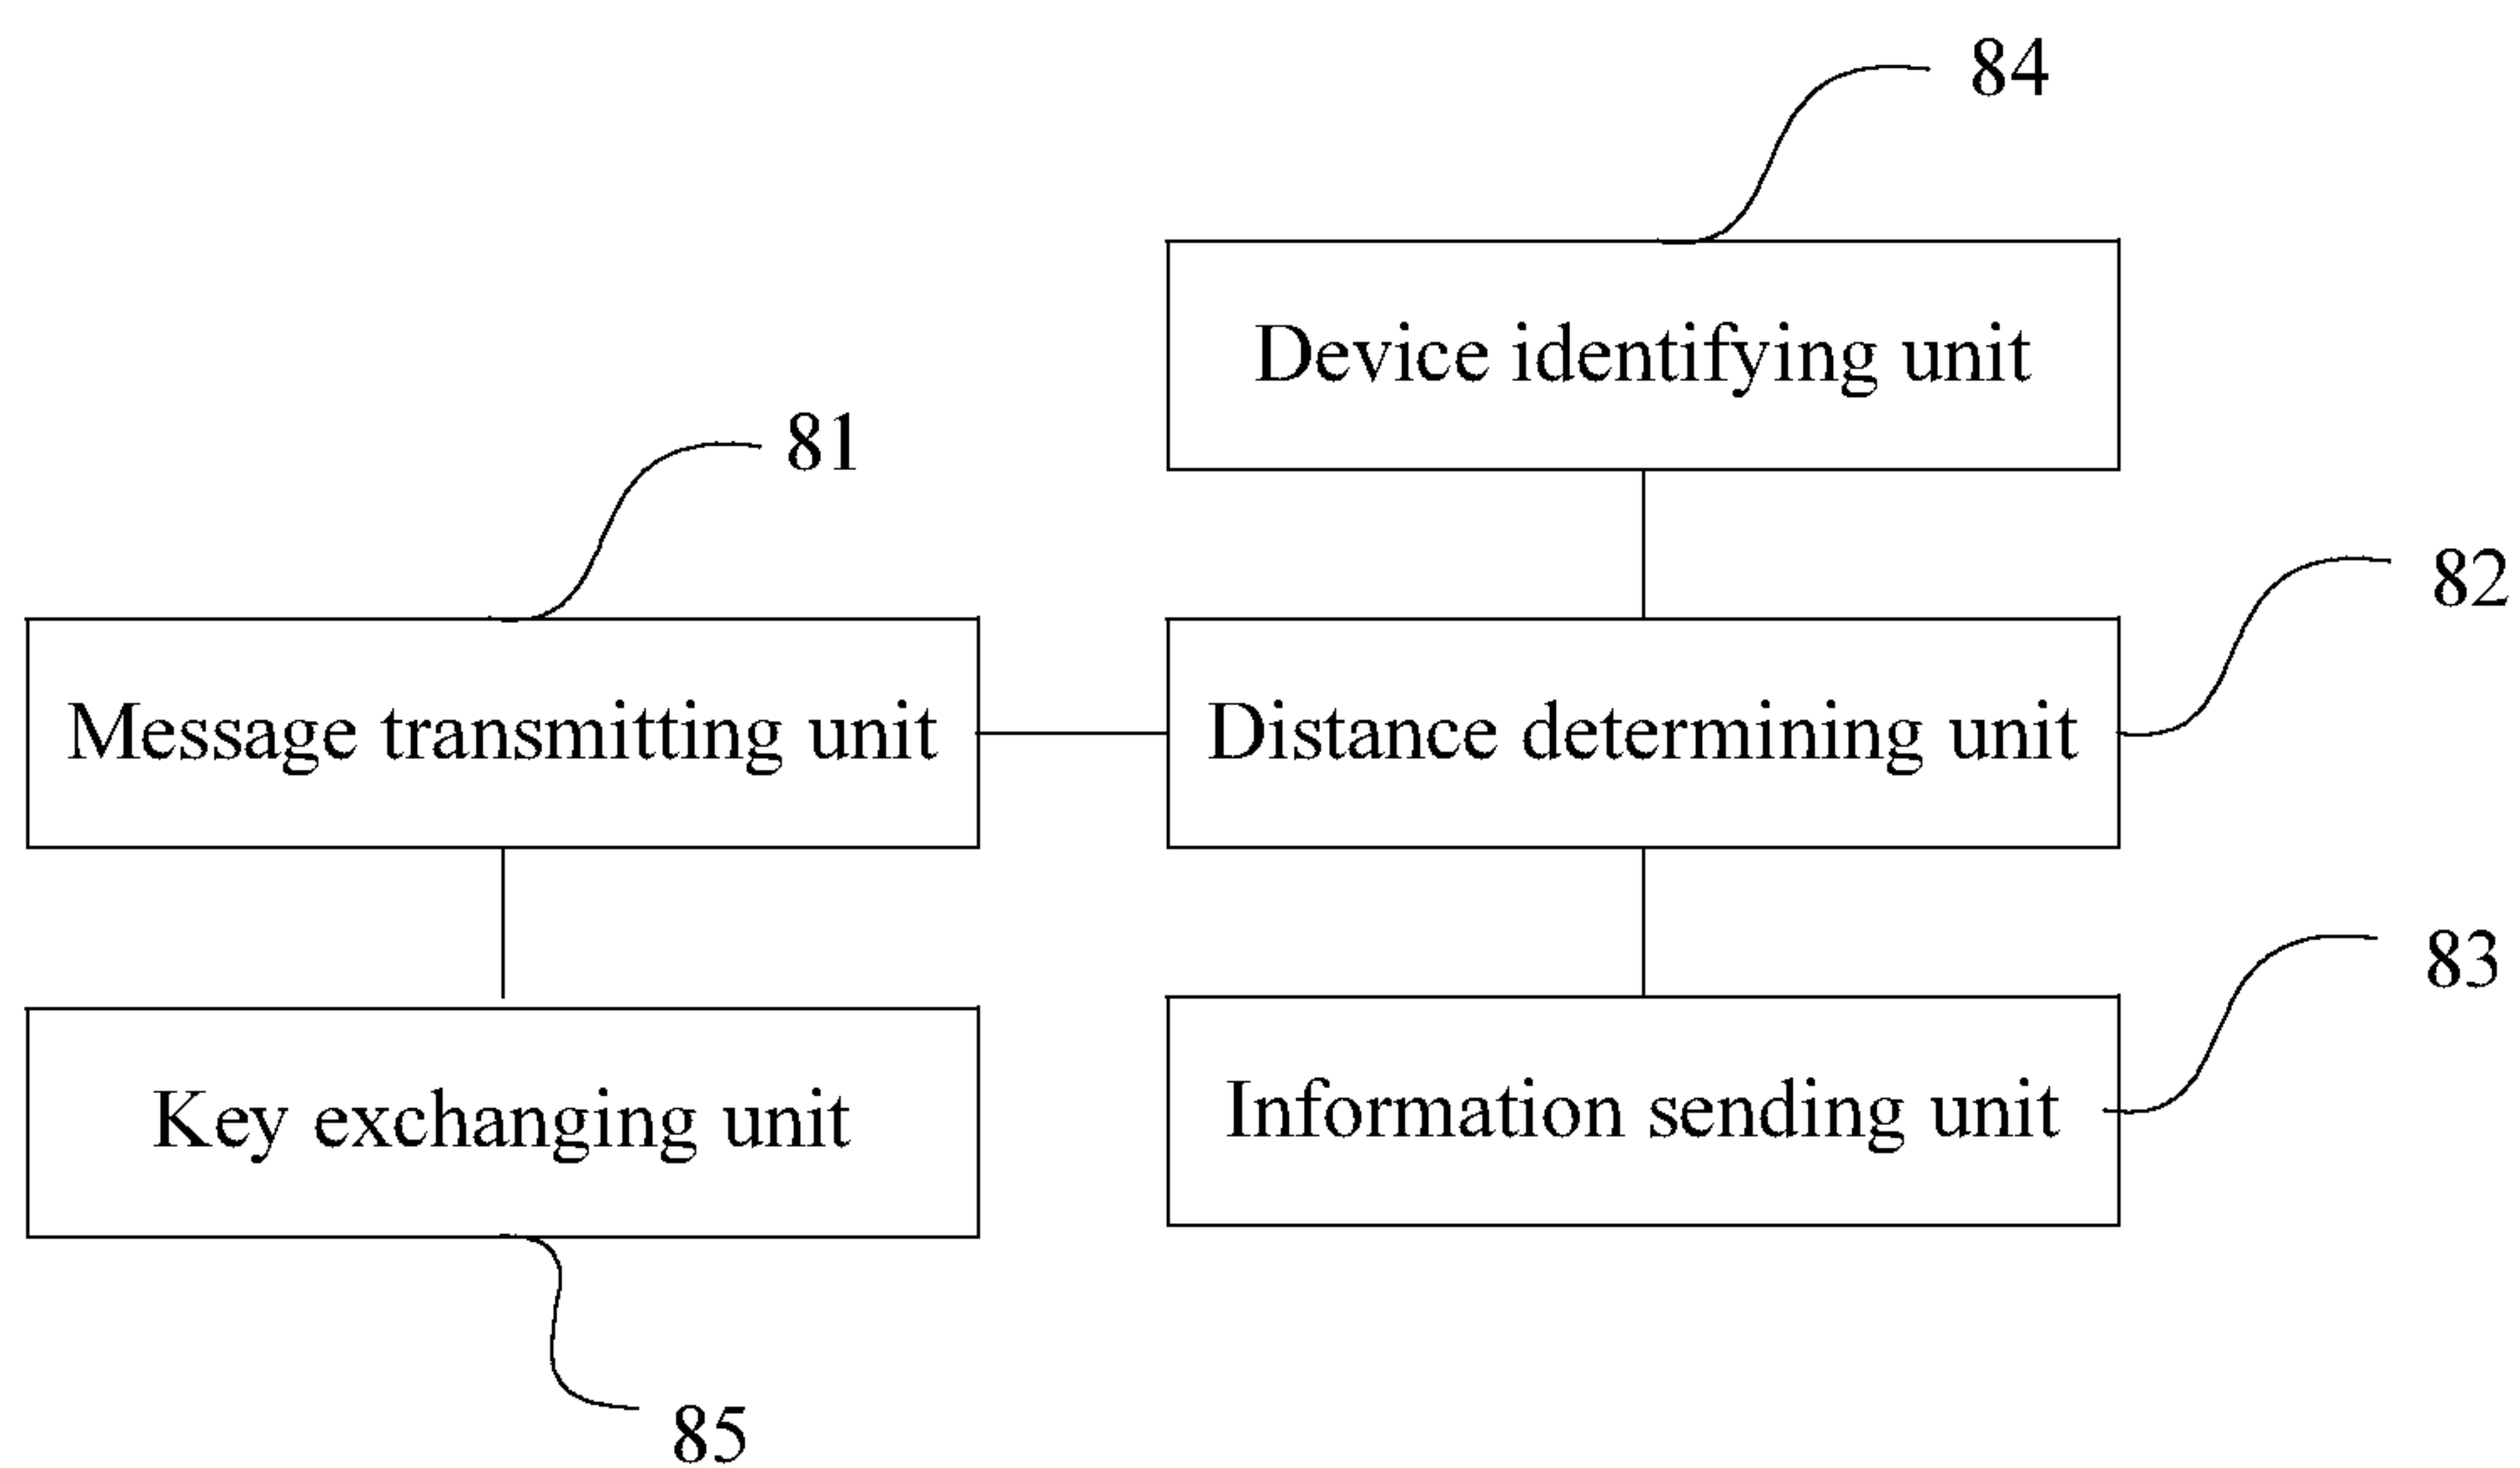 84
Device identifying unit
81
82
Message transmitting unit
Distance determining unit
83
Key exchanging unit
Information sending unit
85